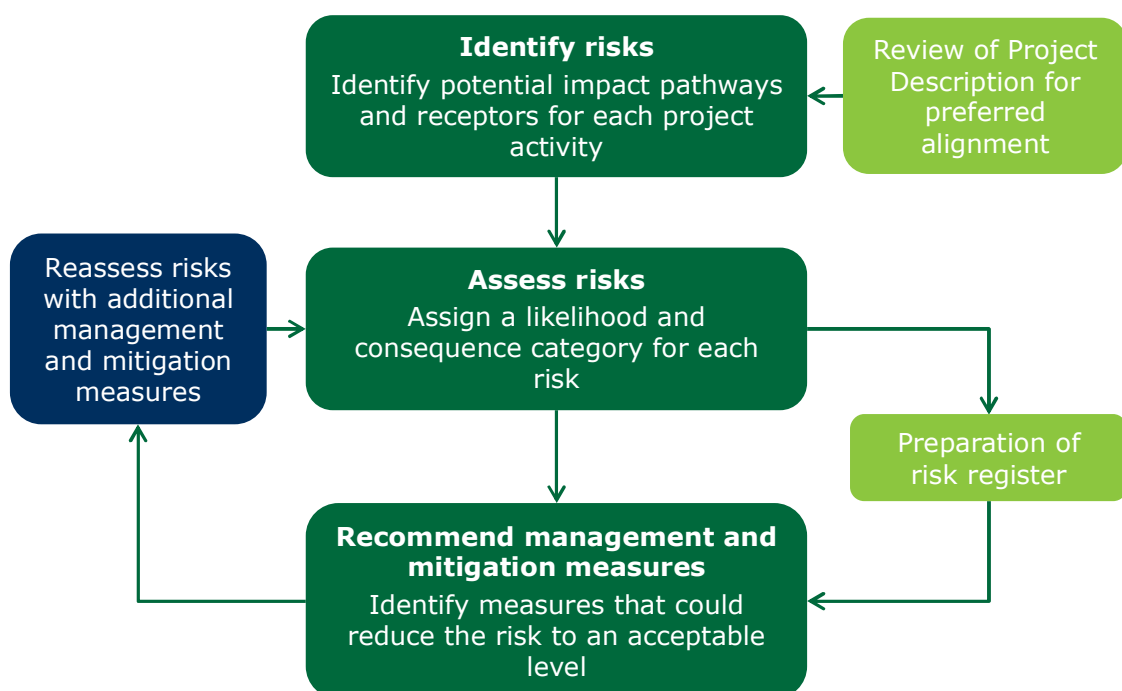 Identify risks
Identify potential impact pathways
and receptors for each project
activity
Review of Project
Description for
preferred
alignment
Reassess risks
with additional
management
and mitigation
measures
Assess risks
Assign a likelihood and
consequence category for each
risk
Preparation of
risk register
Recommend management and
mitigation measures
Identify measures that could
reduce the risk to an acceptable
level